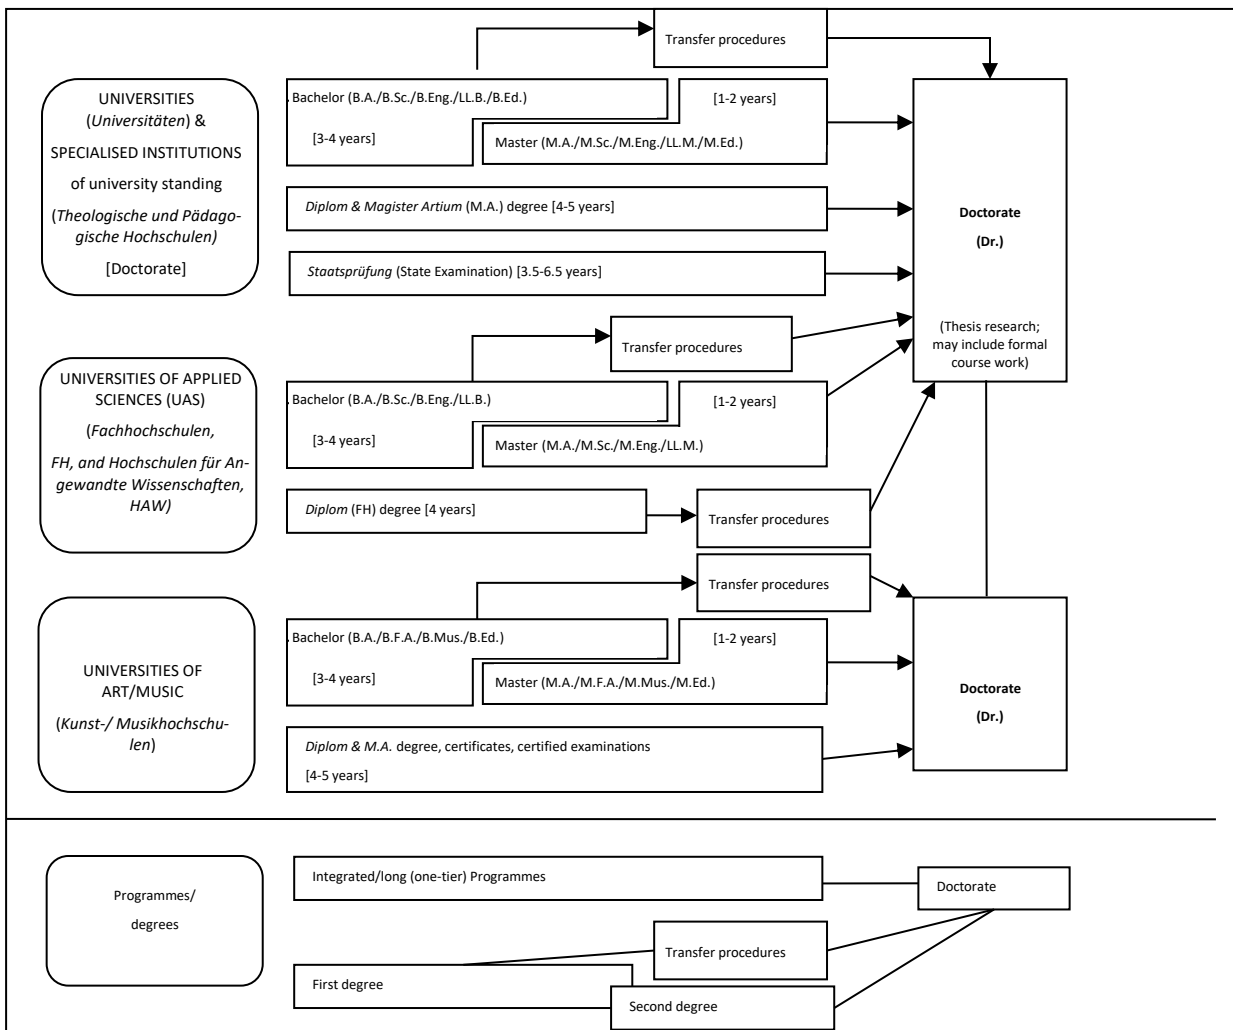 Transfer procedures
UNIVERSITIES
(Universitäten) &
SPECIALISED INSTITUTIONS
of university standing
(Theologische und Pädago-
gische Hochschulen)
[Doctorate]
Bachelor (B.A./B.Sc./B.Eng./LL.B./B.Ed.)
[3-4 years]
[1-2 years]
Master (M.A./M.Sc./M.Eng./LL.M./M.Ed.)
Diplom & Magister Artium (M.A.) degree [4-5 years]
Staatsprüfung (State Examination) [3.5-6.5 years]
Doctorate
(Dr.)
(Thesis research;
may include formal
course work)
UNIVERSITIES OF APPLIED
SCIENCES (UAS)
(Fachhochschulen,
FH, and Hochschulen für An-
gewandte Wissenschaften,
HAW)
Transfer procedures
Bachelor (B.A./B.Sc./B.Eng./LL.B.)
[3-4 years]
[1-2 years]
Master (M.A./M.Sc./M.Eng./LL.M.)
Diplom (FH) degree [4 years]
Transfer procedures
Transfer procedures
UNIVERSITIES OF
ART/MUSIC
(Kunst-/ Musikhochschu-
len)
Bachelor (B.A./B.F.A./B.Mus./B.Ed.)
[3-4 years]
[1-2 years]
Master (M.A./M.F.A./M.Mus./M.Ed.)
Diplom & M.A. degree, certificates, certified examinations
[4-5 years]
Doctorate
(Dr.)
Programmes/
degrees
Integrated/long (one-tier) Programmes
Doctorate
Transfer procedures
First degree
Second degree